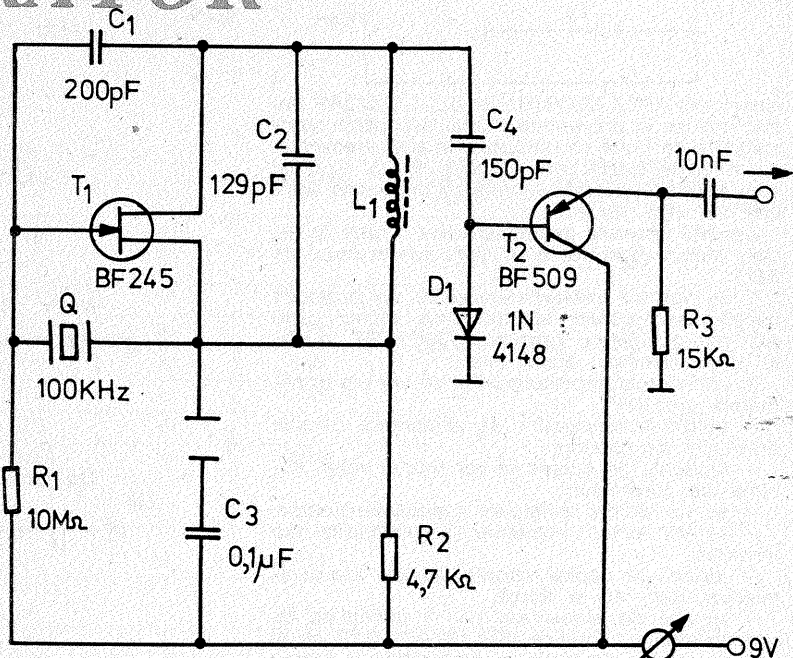 C1
200pF
C2
129pF
C4
150pF
10nF
T1
BF245
L1
T2
BF509
D1
1N
4148
R3
15KΩ
Q
100KHz
R1
10MΩ
C3
0,1µF
R2
4,7 KΩ
9V